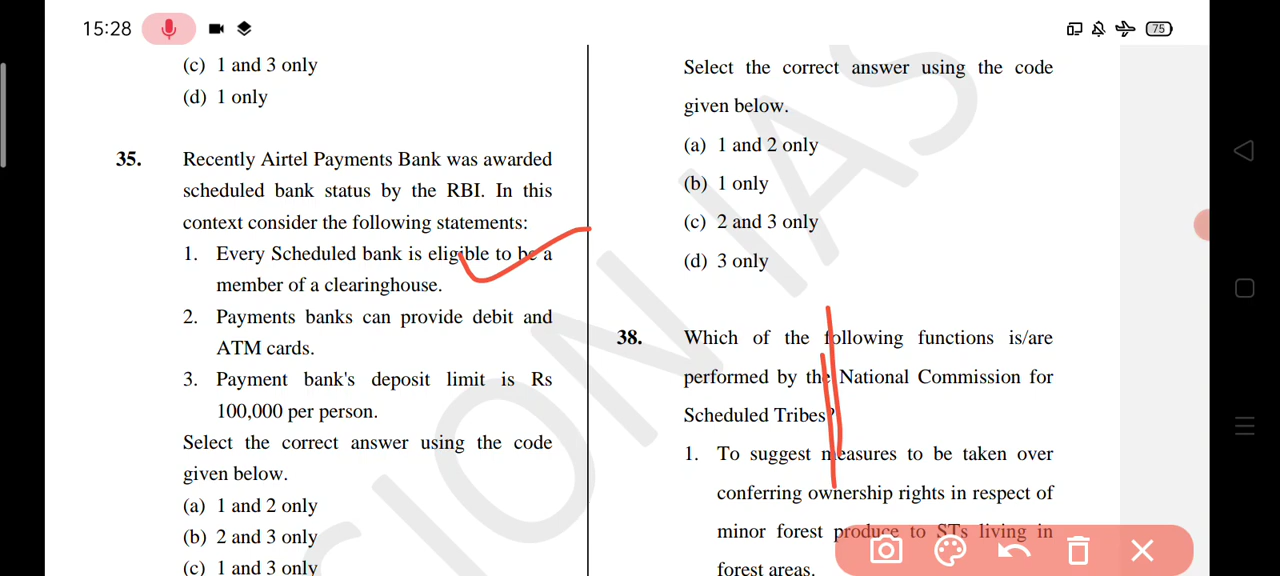 15:28
75
(c) 1 and 3 only
(d) 1 only
35. Recently Airtel Payments Bank was awarded
scheduled bank status by the RBI. In this
context consider the following statements:
1. Every Scheduled bank is eligible to be a
member of a clearinghouse.
2. Payments banks can provide debit and
ATM cards.
3. Payment bank's deposit limit is Rs
100,000 per person.
Select the correct answer using the code
given below.
(a) 1 and 2 only
(b) 2 and 3 only
(c) 1 and 3 only
Select the correct answer using the code
given below.
(a) 1 and 2 only
(b) 1 only
(c) 2 and 3 only
(d) 3 only
38. Which of the following functions is/are
performed by the National Commission for
Scheduled Tribes?
1. To suggest measures to be taken over
conferring ownership rights in respect of
minor forest produce to STs living in
forest areas.
SION IAS